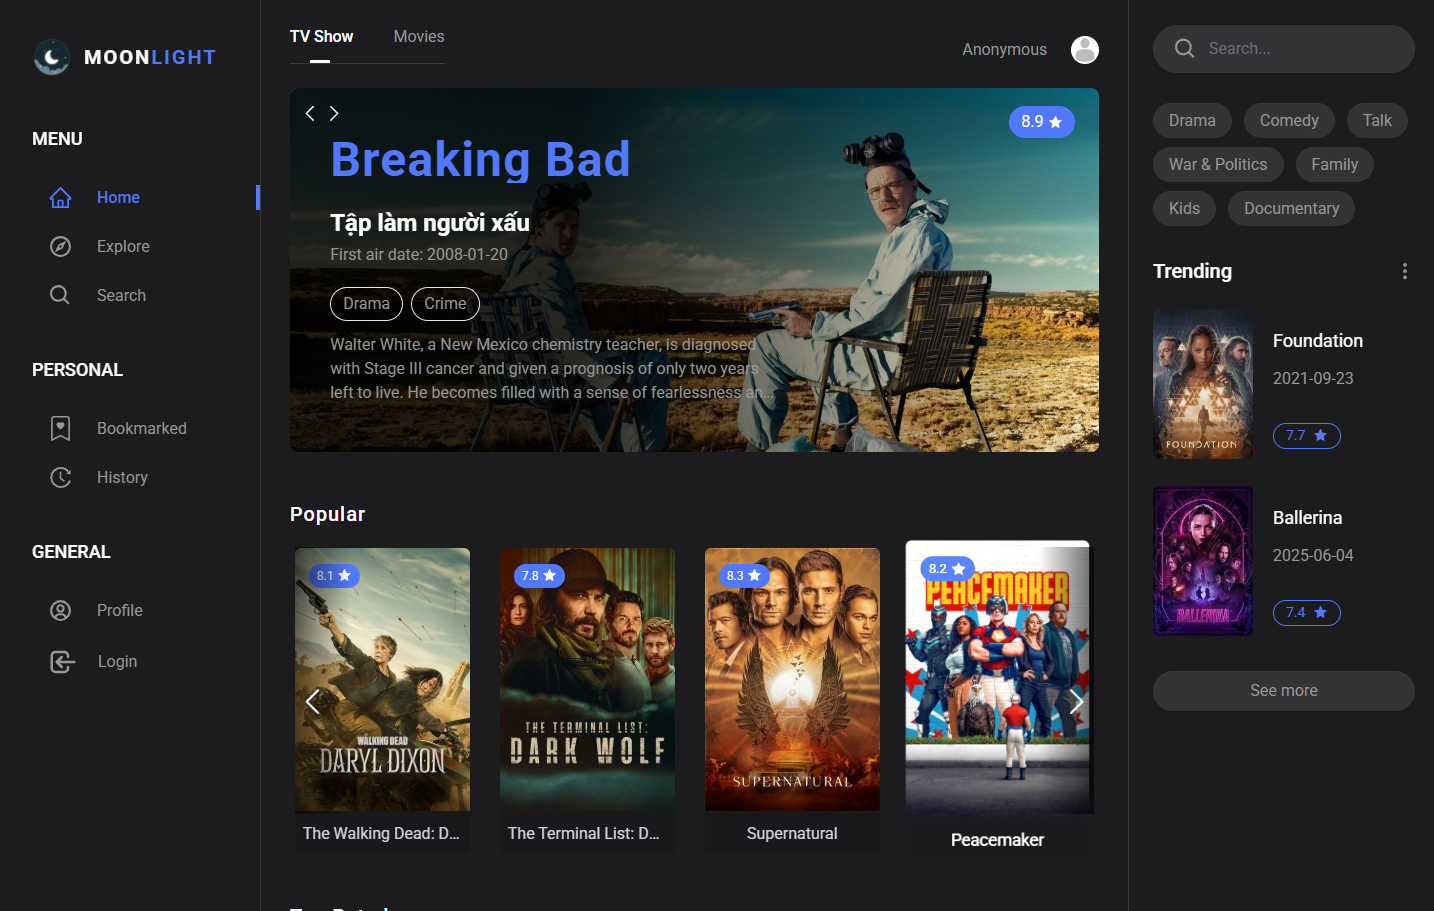 MOONLIGHT
MENU
Home
Explore
Search
PERSONAL
Bookmarked
History
GENERAL
Profile
Login
TV Show
Movies
Anonymous
8.9
Breaking Bad
Tập làm người xấu
First air date: 2008-01-20
Drama
Crime
Walter White, a New Mexico chemistry teacher, is diagnosed
with Stage III cancer and given a prognosis of only two years
left to live. He becomes filled with a sense of fearlessness an...
Popular
8.1
THE WALKING DEAD
DARYL DIXON
The Walking Dead: D...
7.8
THE TERMINAL LIST:
DARK WOLF
The Terminal List: D...
8.3
SUPERNATURAL
Supernatural
8.2
PEACEMAKER
Peacemaker
Search...
Drama
Comedy
Talk
War & Politics
Family
Kids
Documentary
Trending
FOUNDATION
Foundation
2021-09-23
7.7
BALLERINA
Ballerina
2025-06-04
7.4
See more